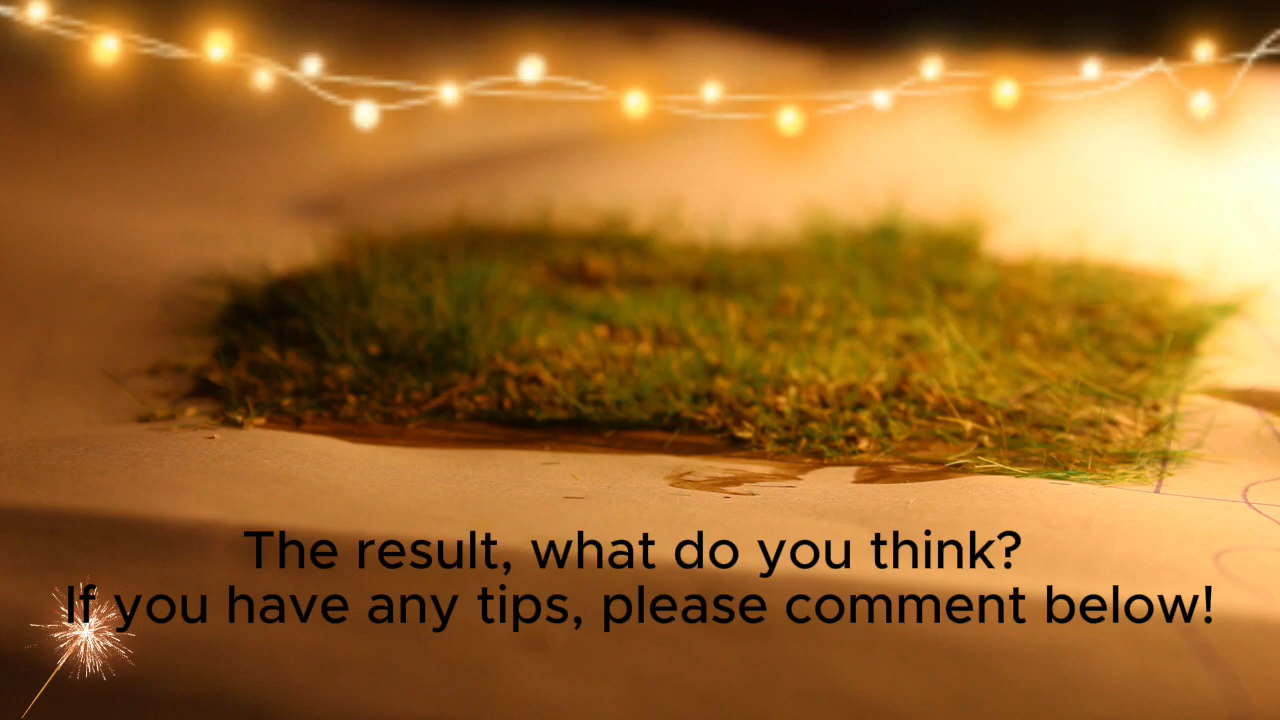 The result, what do you think?
If you have any tips, please comment below!